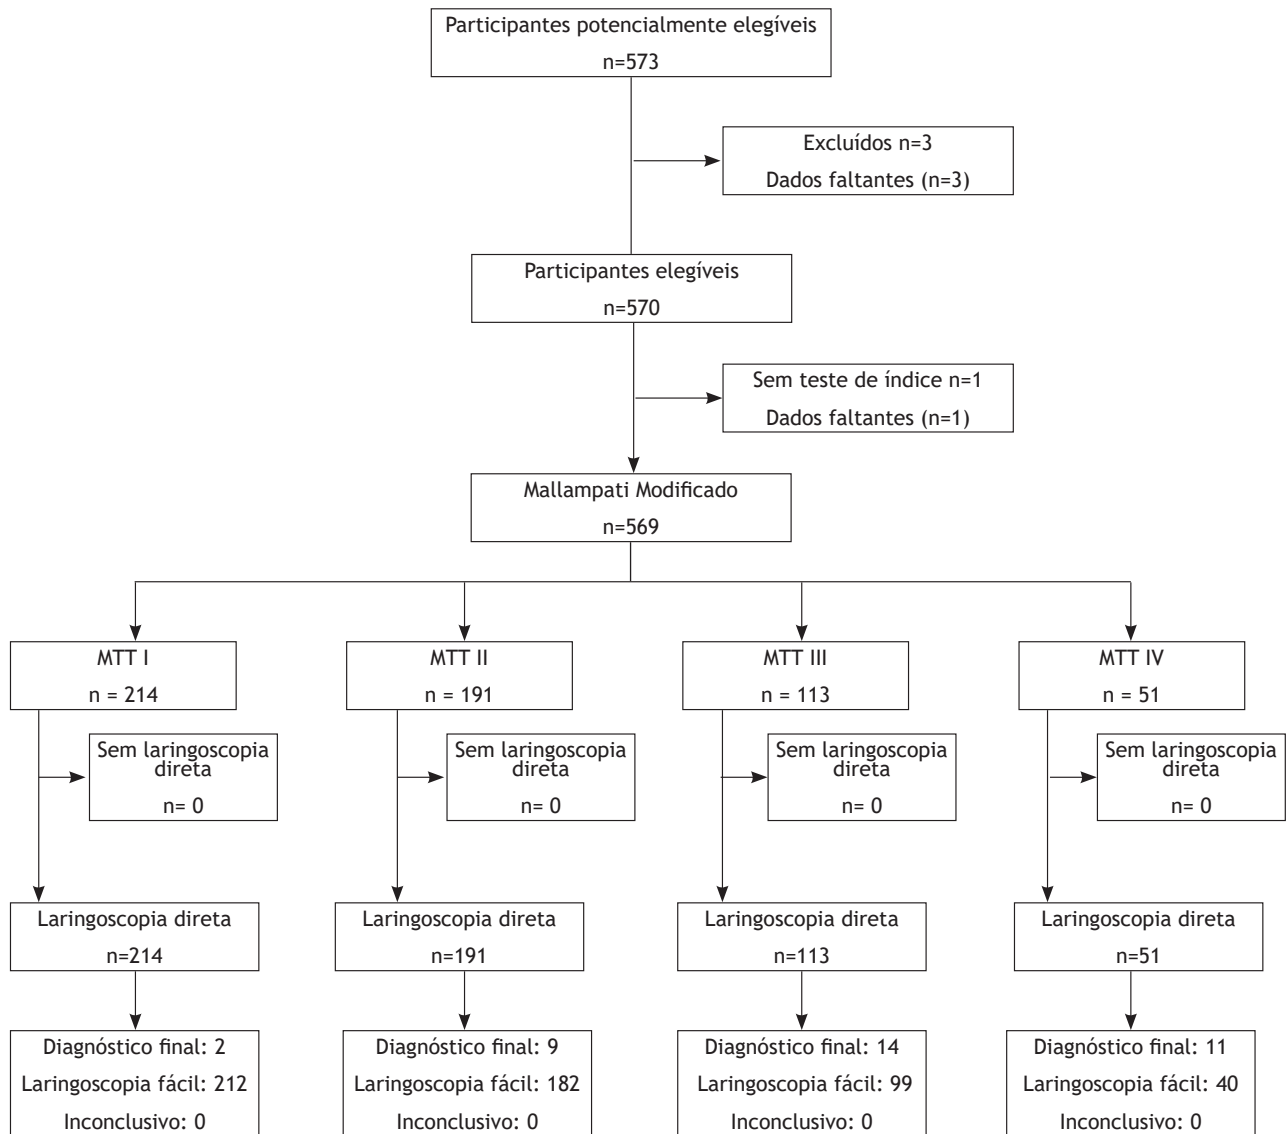 Participantes potencialmente elegíveis
n=573
Excluídos n=3
Dados faltantes (n=3)
Participantes elegíveis
n=570
Sem teste de índice n=1
Dados faltantes (n=1)
Mallampati Modificado
n=569
MTT I
n = 214
MTT II
n = 191
MTT III
n = 113
MTT IV
n = 51
Sem laringoscopia
direta
n= 0
Sem laringoscopia
direta
n= 0
Sem laringoscopia
direta
n= 0
Sem laringoscopia
direta
n= 0
Laringoscopia direta
n=214
Laringoscopia direta
n=191
Laringoscopia direta
n=113
Laringoscopia direta
n=51
Diagnóstico final: 2
Laringoscopia fácil: 212
Inconclusivo: 0
Diagnóstico final: 9
Laringoscopia fácil: 182
Inconclusivo: 0
Diagnóstico final: 14
Laringoscopia fácil: 99
Inconclusivo: 0
Diagnóstico final: 11
Laringoscopia fácil: 40
Inconclusivo: 0